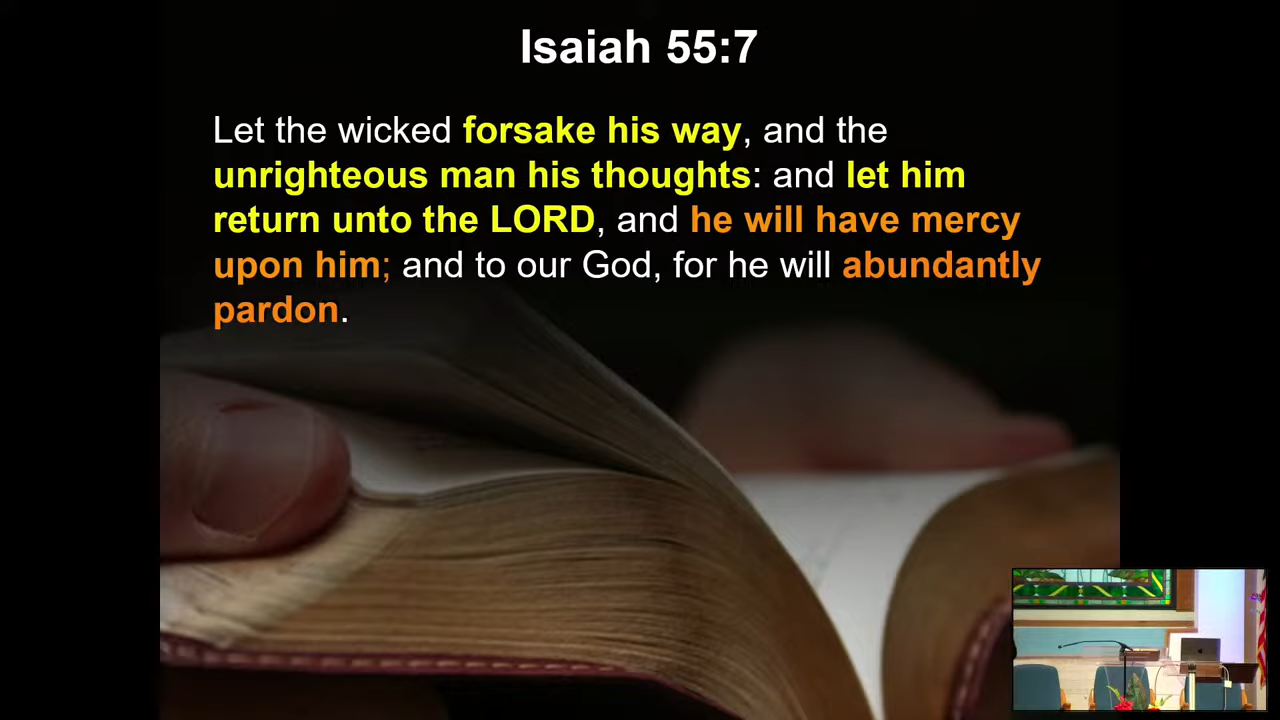 Isaiah 55:7
Let the wicked forsake his way, and the
unrighteous man his thoughts: and let him
return unto the LORD, and he will have mercy
upon him; and to our God, for he will abundantly
pardon.